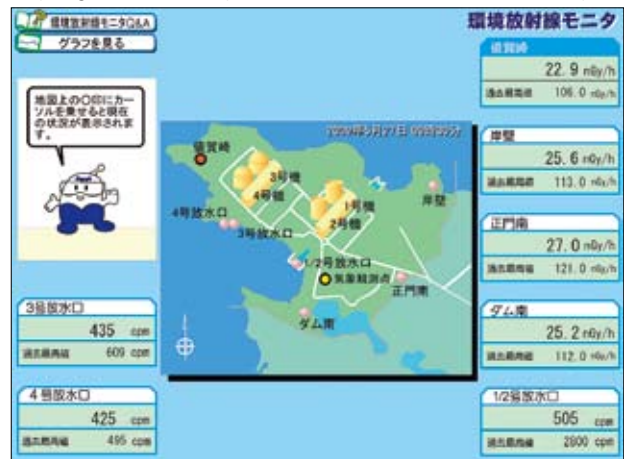 環境放射線モニタQ&A
グラフを見る
環境放射線モニタ
地図上の○印にカー
ソルを乗せると現在
の状況が表示されま
す。
値賀崎
22.9 nGy/h
過去最高値 106.0 nGy/h
岸壁
25.6 nGy/h
過去最高値 113.0 nGy/h
正門南
27.0 nGy/h
過去最高値 121.0 nGy/h
ダム南
25.2 nGy/h
過去最高値 112.0 nGy/h
1/2号放水口
505 cpm
過去最高値 2800 cpm
3号放水口
435 cpm
過去最高値 609 cpm
4号放水口
425 cpm
過去最高値 495 cpm
値賀崎
3号機
4号機
1号機
2号機
岸壁
4号放水口
3号放水口
1/2号放水口
気象観測点
正門南
ダム南